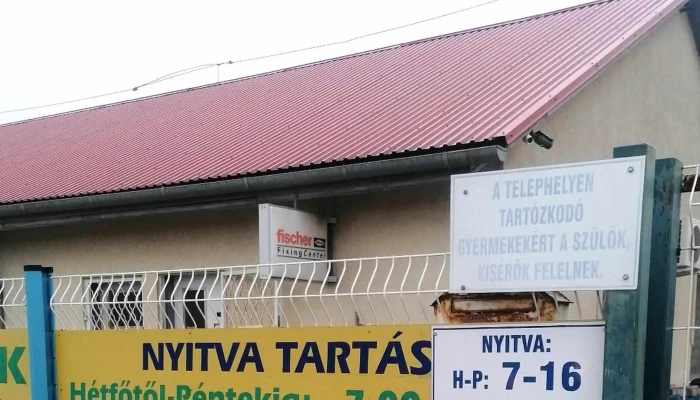 fischer
FixingCenter
A TELEPHELYEN
TARTÓZKODÓ
GYERMEKEKÉRT A SZÜLŐK,
KISÉRŐK FELELNEK.
K
NYITVA TARTÁS
Hétfőtől-Péntekig:
NYITVA:
H-P: 7-16